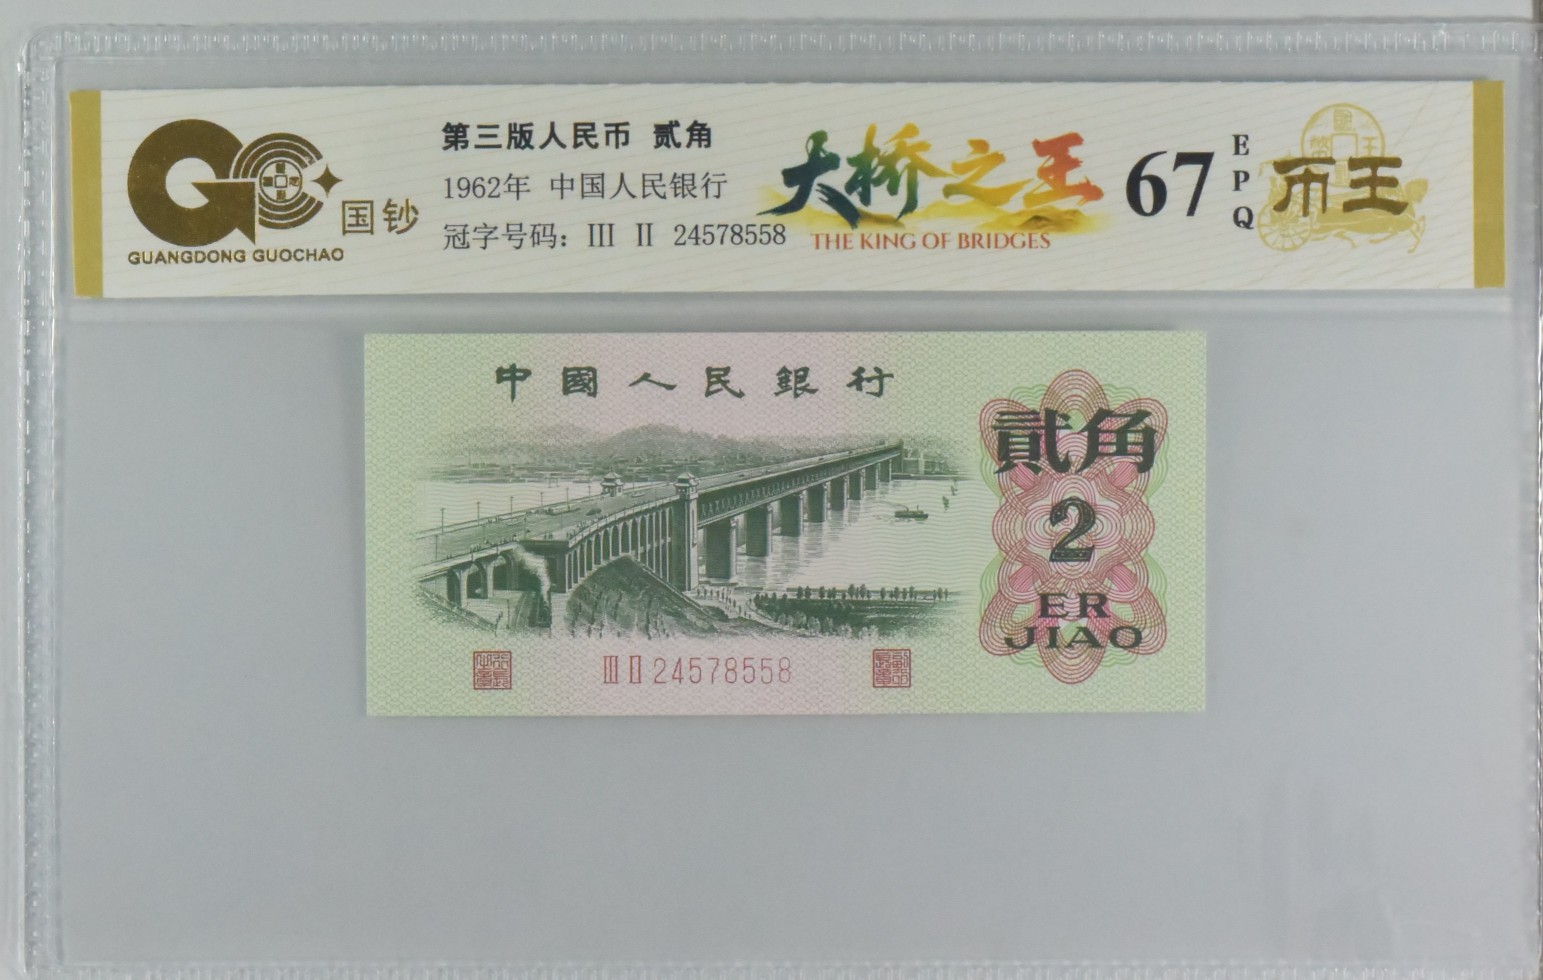 国钞
GUANGDONG GUOCHAO
第三版人民币 贰角
1962年 中国人民银行
冠字号码：III II 24578558
大桥之王
THE KING OF BRIDGES
67
EPQ
币王
中國人民銀行
貳角
2
ER
JIAO
III II 24578558